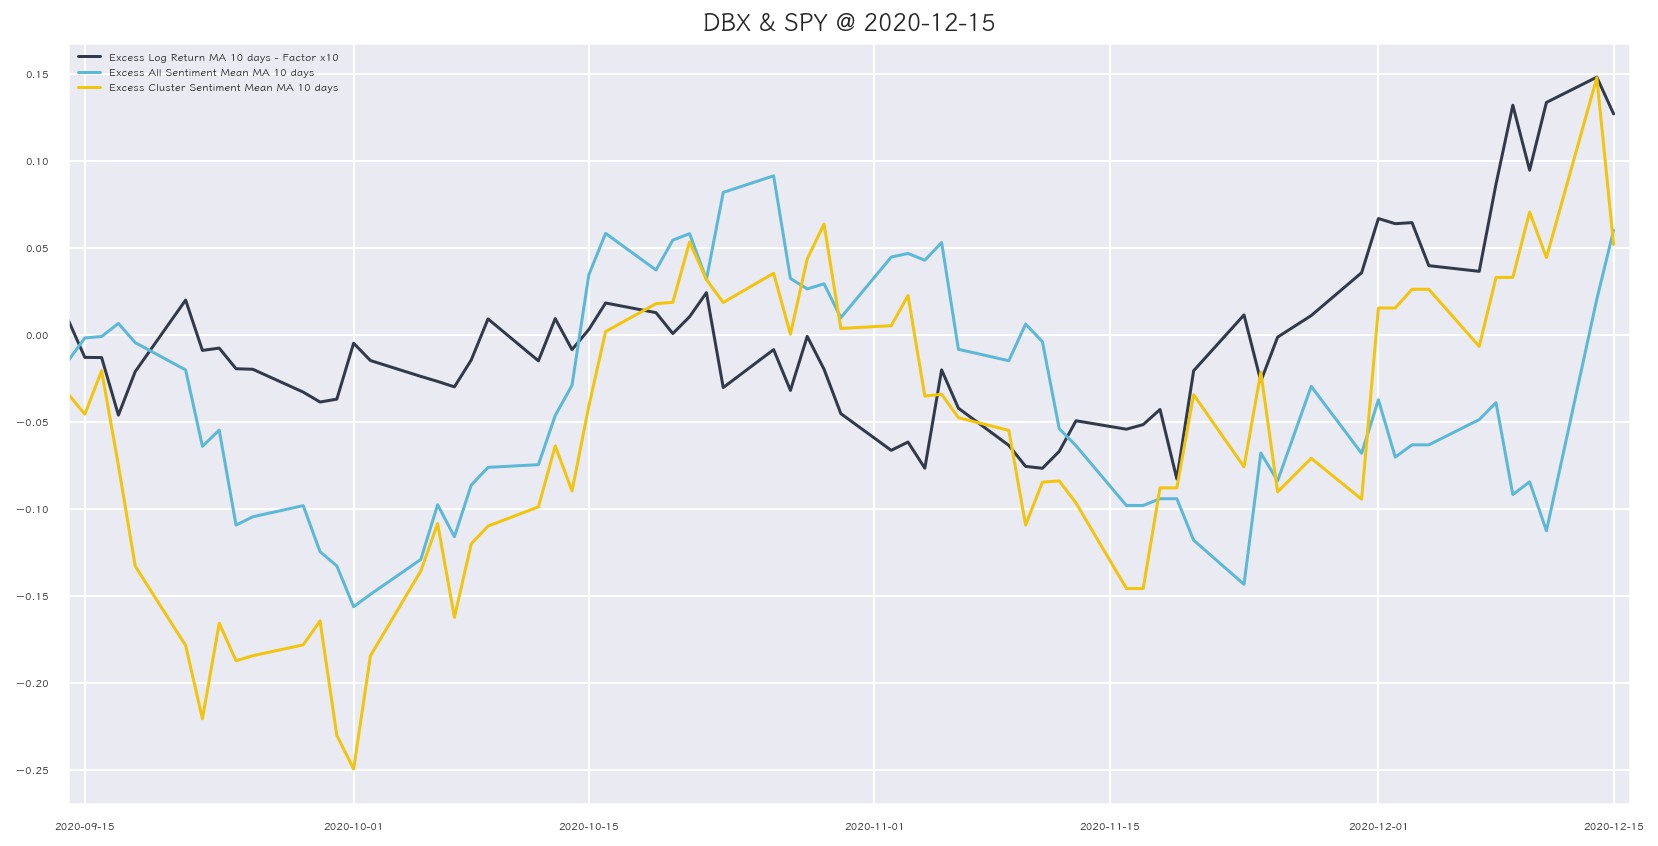 DBX & SPY @ 2020-12-15
Excess Log Return MA 10 days - Factor x10
Excess All Sentiment Mean MA 10 days
Excess Cluster Sentiment Mean MA 10 days
0.15
0.10
0.05
0.00
−0.05
−0.10
−0.15
−0.20
−0.25
2020-09-15 2020-10-01 2020-10-15 2020-11-01 2020-11-15 2020-12-01 2020-12-15